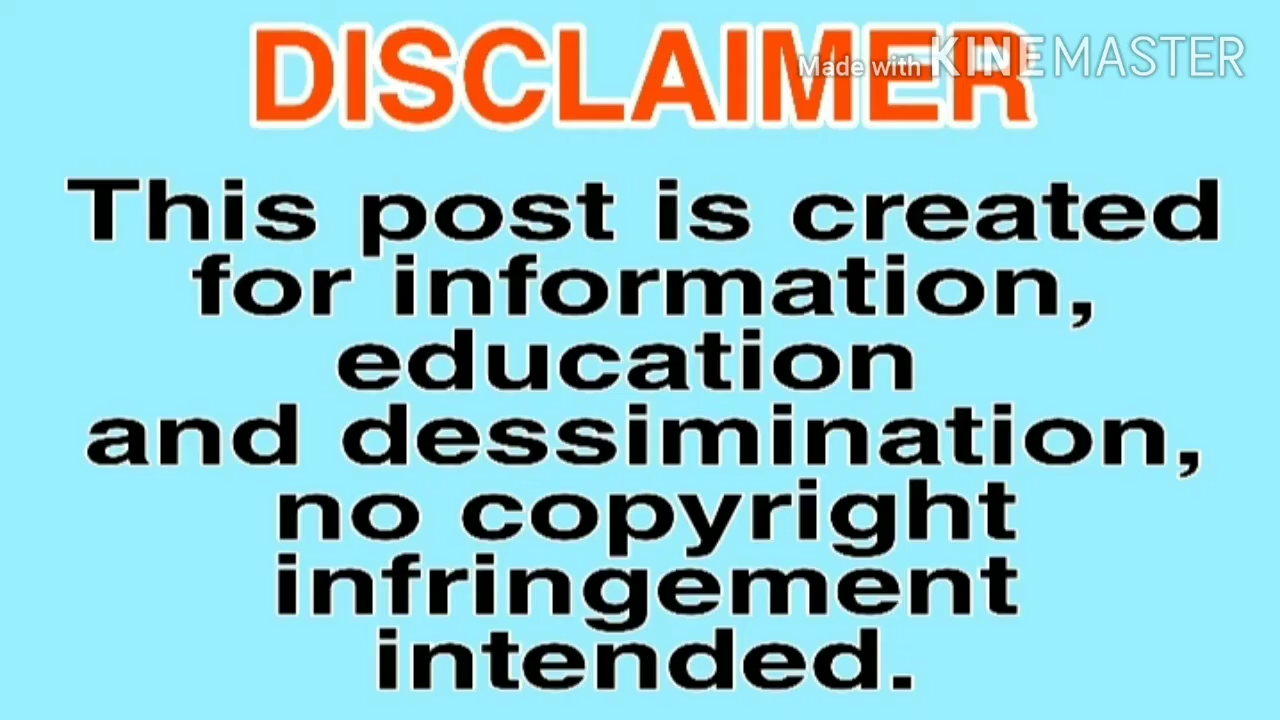 DISCLAIMER
Made with KINEMASTER
This post is created
for information,
education
and dessimination,
no copyright
infringement
intended.